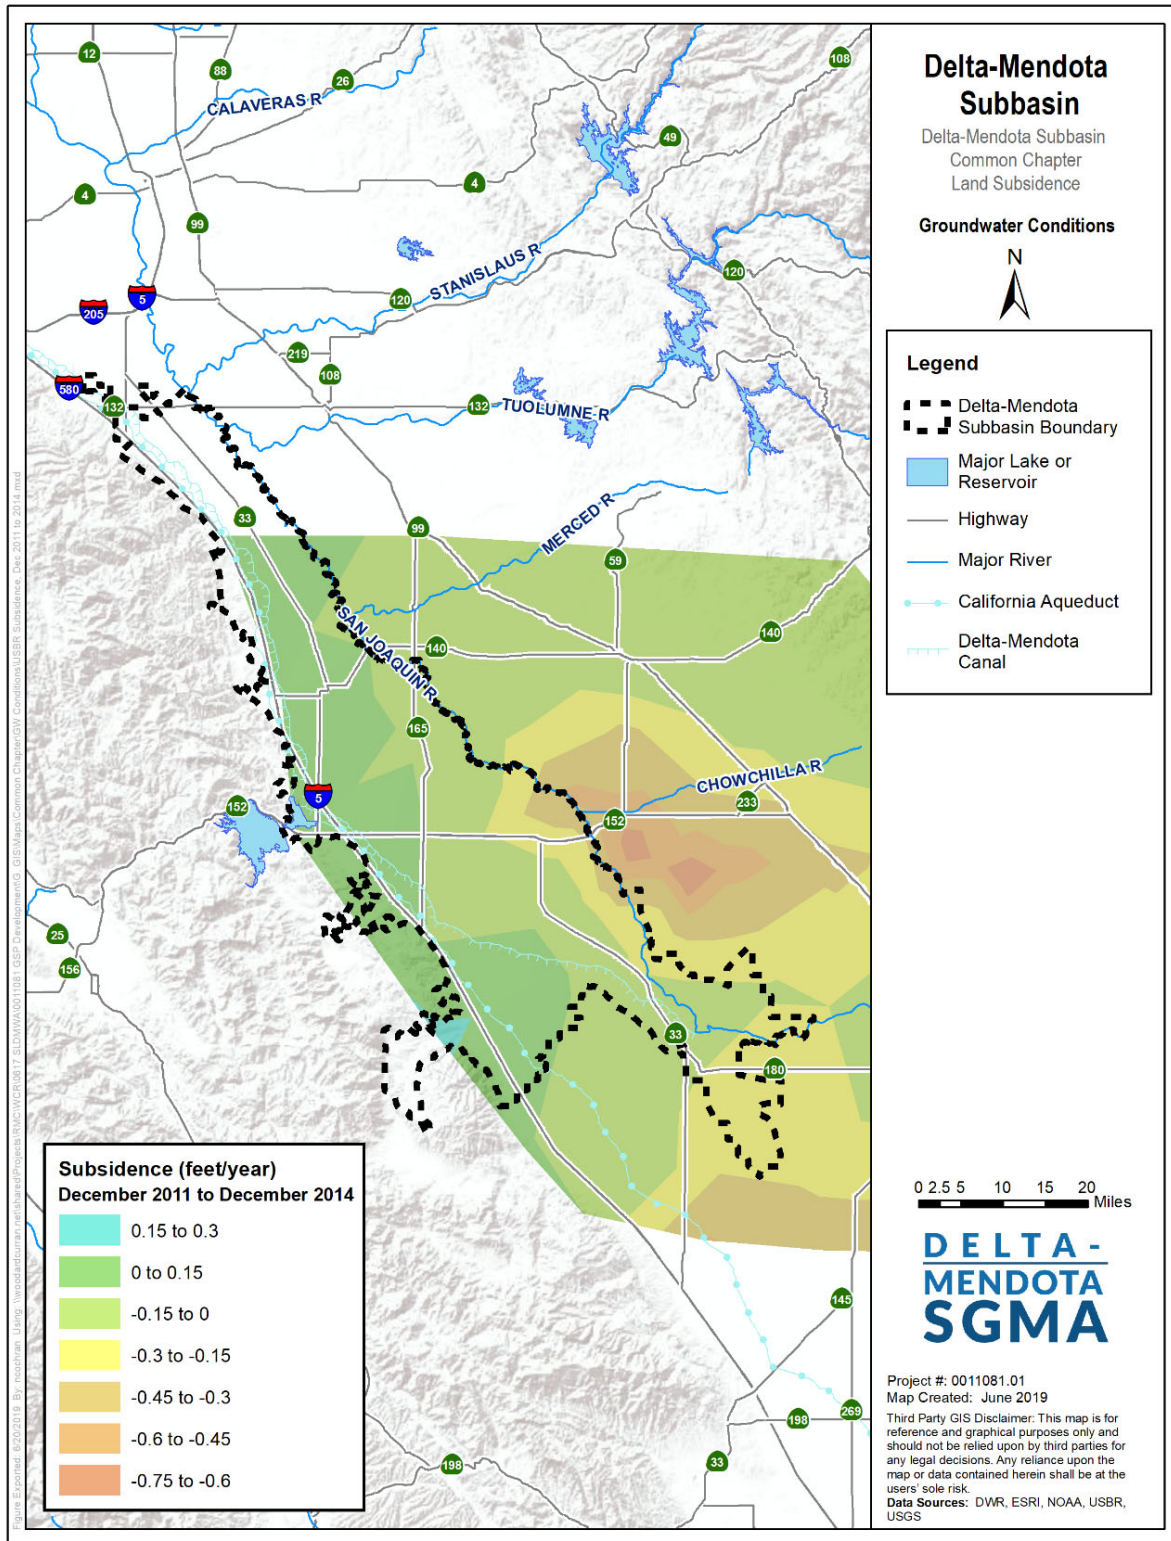 Delta-Mendota
Subbasin
Delta-Mendota Subbasin
Common Chapter
Land Subsidence
Groundwater Conditions
N
Legend
Delta-Mendota
Subbasin Boundary
Major Lake or
Reservoir
Highway
Major River
California Aqueduct
Delta-Mendota
Canal
0 2.5 5 10 15 20
Miles
DELTA-
MENDOTA
SGMA
Project #: 0011081.01
Map Created: June 2019
Third Party GIS Disclaimer: This map is for
reference and graphical purposes only and
should not be relied upon by third parties for
any legal decisions. Any reliance upon the
map or data contained herein shall be at the
users' sole risk.
Data Sources: DWR, ESRI, NOAA, USBR,
USGS
12
88
26
108
CALAVERAS R
49
4
4
99
STANISLAUS R
120
5
205
120
219
108
580
132
132
TUOLUMNE R
33
99
MERCED R
59
SAN JOAQUIN R
140
140
165
CHOWCHILLA R
5
152
233
152
25
156
33
180
145
198
269
33
198
Subsidence (feet/year)
December 2011 to December 2014
0.15 to 0.3
0 to 0.15
-0.15 to 0
-0.3 to -0.15
-0.45 to -0.3
-0.6 to -0.45
-0.75 to -0.6